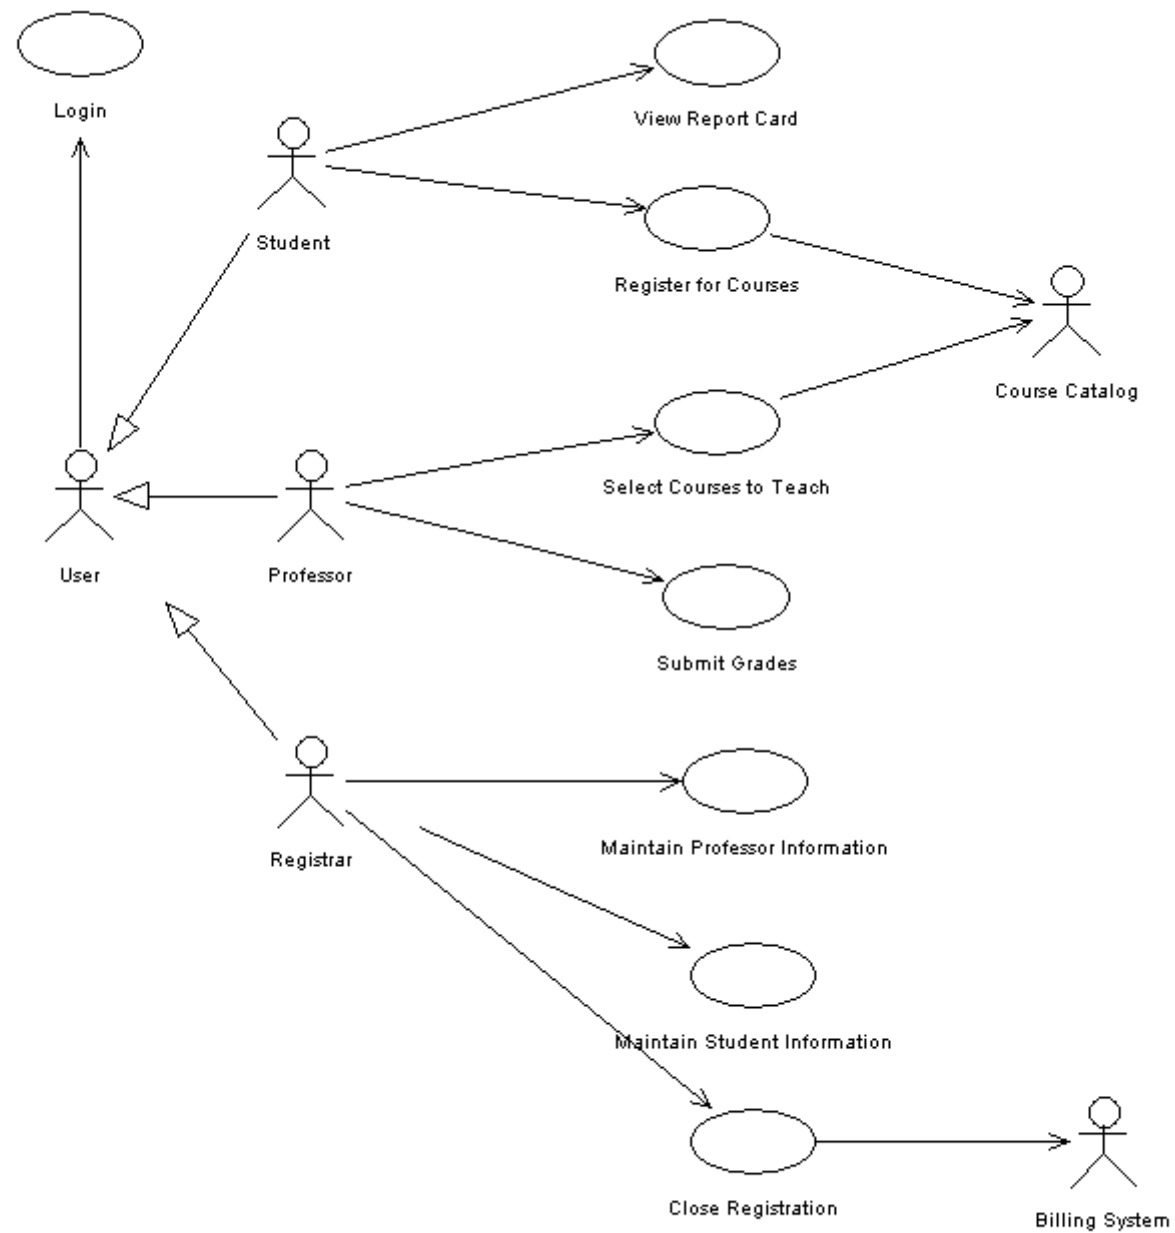 Login
View Report Card
Student
Register for Courses
Course Catalog
Select Courses to Teach
User
Professor
Submit Grades
Maintain Professor Information
Registrar
Maintain Student Information
Close Registration
Billing System